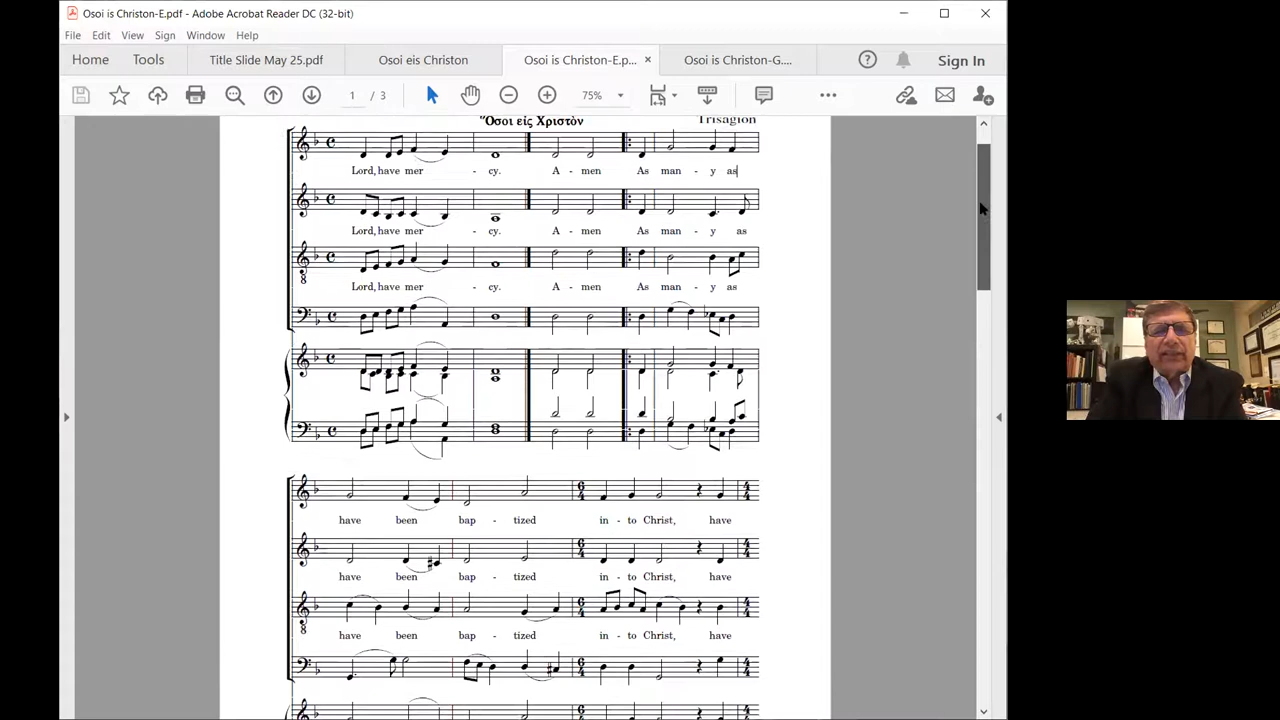 Osoi is Christon-E.pdf - Adobe Acrobat Reader DC (32-bit)
File Edit View Sign Window Help
Home Tools Title Slide May 25.pdf Osoi eis Christon Osoi is Christon-E.p... × Osoi is Christon-G.... Sign In
1 / 3 75%
Ὅσοι εἰς Χριστὸν Trisagion
Lord, have mer - cy. A - men As man - y as
Lord, have mer - cy. A - men As man - y as
Lord, have mer - cy. A - men As man - y as
have been bap - tized in - to Christ, have
have been bap - tized in - to Christ, have
have been bap - tized in - to Christ, have